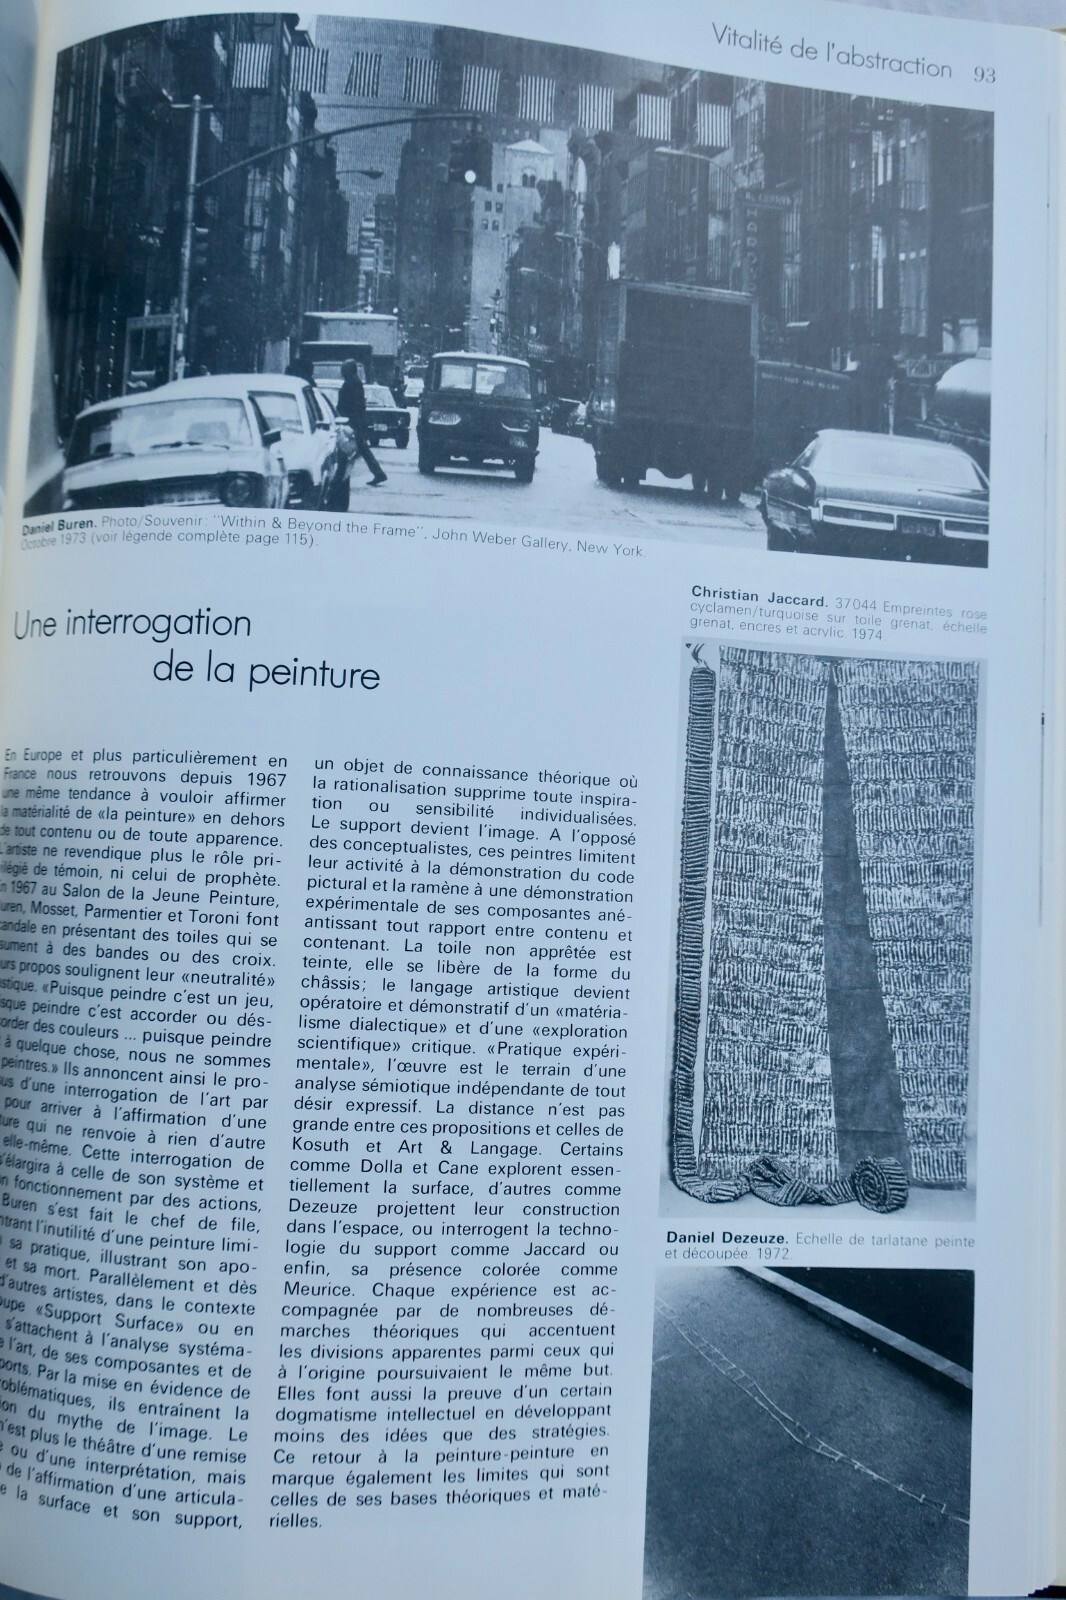 Vitalité de l'abstraction 93
Daniel Buren. Photo/Souvenir: "Within & Beyond the Frame", John Weber Gallery, New York.
Octobre 1973 (voir légende complète page 115).
Une interrogation
de la peinture
En Europe et plus particulièrement en
France nous retrouvons depuis 1967
une même tendance à vouloir affirmer
la matérialité de «la peinture» en dehors
de tout contenu ou de toute apparence.
L'artiste ne revendique plus le rôle pri-
ilégié de témoin, ni celui de prophète.
n 1967 au Salon de la Jeune Peinture,
uren, Mosset, Parmentier et Toroni font
candale en présentant des toiles qui se
sument à des bandes ou des croix.
urs propos soulignent leur «neutralité»
stique. «Puisque peindre c'est un jeu,
sque peindre c'est accorder ou dés-
order des couleurs ... puisque peindre
à quelque chose, nous ne sommes
peintres.» Ils annoncent ainsi le pro-
us d'une interrogation de l'art par
pour arriver à l'affirmation d'une
ture qui ne renvoie à rien d'autre
elle-même. Cette interrogation de
s'élargira à celle de son système et
n fonctionnement par des actions,
Buren s'est fait le chef de file,
ntrant l'inutilité d'une peinture limi-
sa pratique, illustrant son apo-
et sa mort. Parallèlement et dès
d'autres artistes, dans le contexte
oupe «Support Surface» ou en
s'attachent à l'analyse systéma-
e l'art, de ses composantes et de
ports. Par la mise en évidence de
oblématiques, ils entraînent la
on du mythe de l'image. Le
n'est plus le théâtre d'une remise
ou d'une interprétation, mais
de l'affirmation d'une articula-
e la surface et son support,
un objet de connaissance théorique où
la rationalisation supprime toute inspira-
tion ou sensibilité individualisées.
Le support devient l'image. A l'opposé
des conceptualistes, ces peintres limitent
leur activité à la démonstration du code
pictural et la ramène à une démonstration
expérimentale de ses composantes ané-
antissant tout rapport entre contenu et
contenant. La toile non apprêtée est
teinte, elle se libère de la forme du
châssis; le langage artistique devient
opératoire et démonstratif d'un «matéria-
lisme dialectique» et d'une «exploration
scientifique» critique. «Pratique expéri-
mentale», l'œuvre est le terrain d'une
analyse sémiotique indépendante de tout
désir expressif. La distance n'est pas
grande entre ces propositions et celles de
Kosuth et Art & Langage. Certains
comme Dolla et Cane explorent essen-
tiellement la surface, d'autres comme
Dezeuze projettent leur construction
dans l'espace, ou interrogent la techno-
logie du support comme Jaccard ou
enfin, sa présence colorée comme
Meurice. Chaque expérience est ac-
compagnée par de nombreuses dé-
marches théoriques qui accentuent
les divisions apparentes parmi ceux qui
à l'origine poursuivaient le même but.
Elles font aussi la preuve d'un certain
dogmatisme intellectuel en développant
moins des idées que des stratégies.
Ce retour à la peinture-peinture en
marque également les limites qui sont
celles de ses bases théoriques et maté-
rielles.
Christian Jaccard. 37044 Empreintes rose
cyclamen/turquoise sur toile grenat, échelle
grenat, encres et acrylic. 1974
Daniel Dezeuze. Echelle de tarlatane peinte
et découpée. 1972.